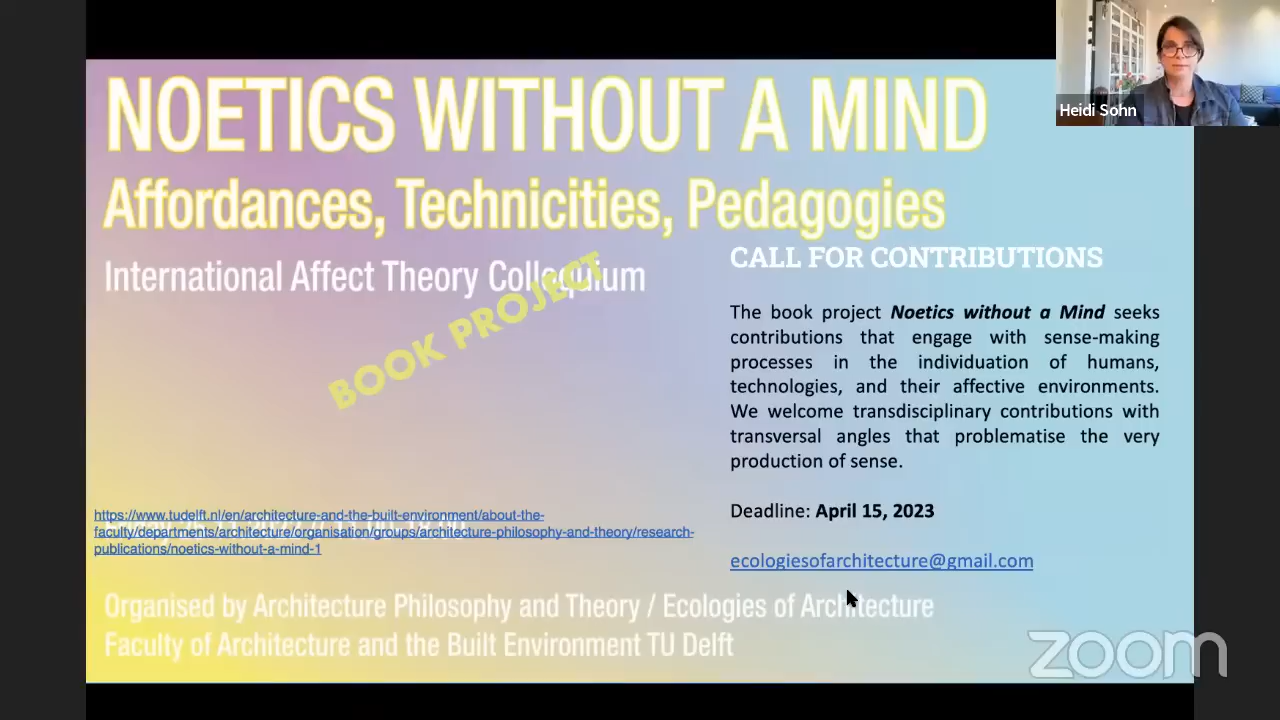 NOETICS WITHOUT A MIND
Affordances, Technicities, Pedagogies
International Affect Theory Colloquium
BOOK PROJECT
https://www.tudelft.nl/en/architecture-and-the-built-environment/about-the-
faculty/departments/architecture/organisation/groups/architecture-philosophy-and-theory/research-
publications/noetics-without-a-mind-1
Organised by Architecture Philosophy and Theory / Ecologies of Architecture
Faculty of Architecture and the Built Environment TU Delft
CALL FOR CONTRIBUTIONS
The book project Noetics without a Mind seeks
contributions that engage with sense-making
processes in the individuation of humans,
technologies, and their affective environments.
We welcome transdisciplinary contributions with
transversal angles that problematise the very
production of sense.
Deadline: April 15, 2023
ecologiesofarchitecture@gmail.com
Heidi Sohn
zoom